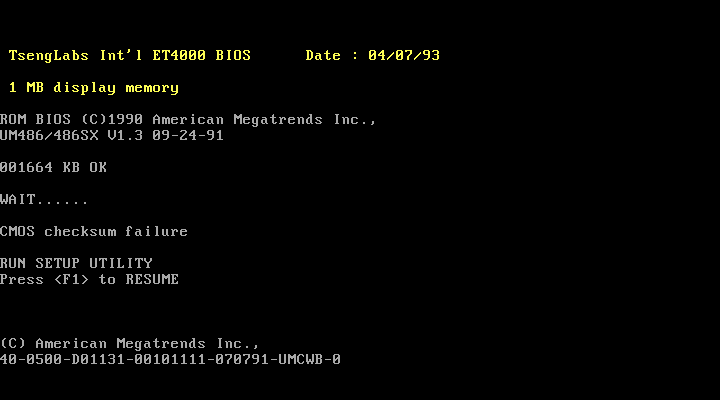 TsengLabs Int'l ET4000 BIOS Date : 04/07/93
1 MB display memory
ROM BIOS (C)1990 American Megatrends Inc.,
UM486/486SX V1.3 09-24-91
001664 KB OK
WAIT......
CMOS checksum failure
RUN SETUP UTILITY
Press <F1> to RESUME
(C) American Megatrends Inc.,
40-0500-D01131-00101111-070791-UMCWB-0